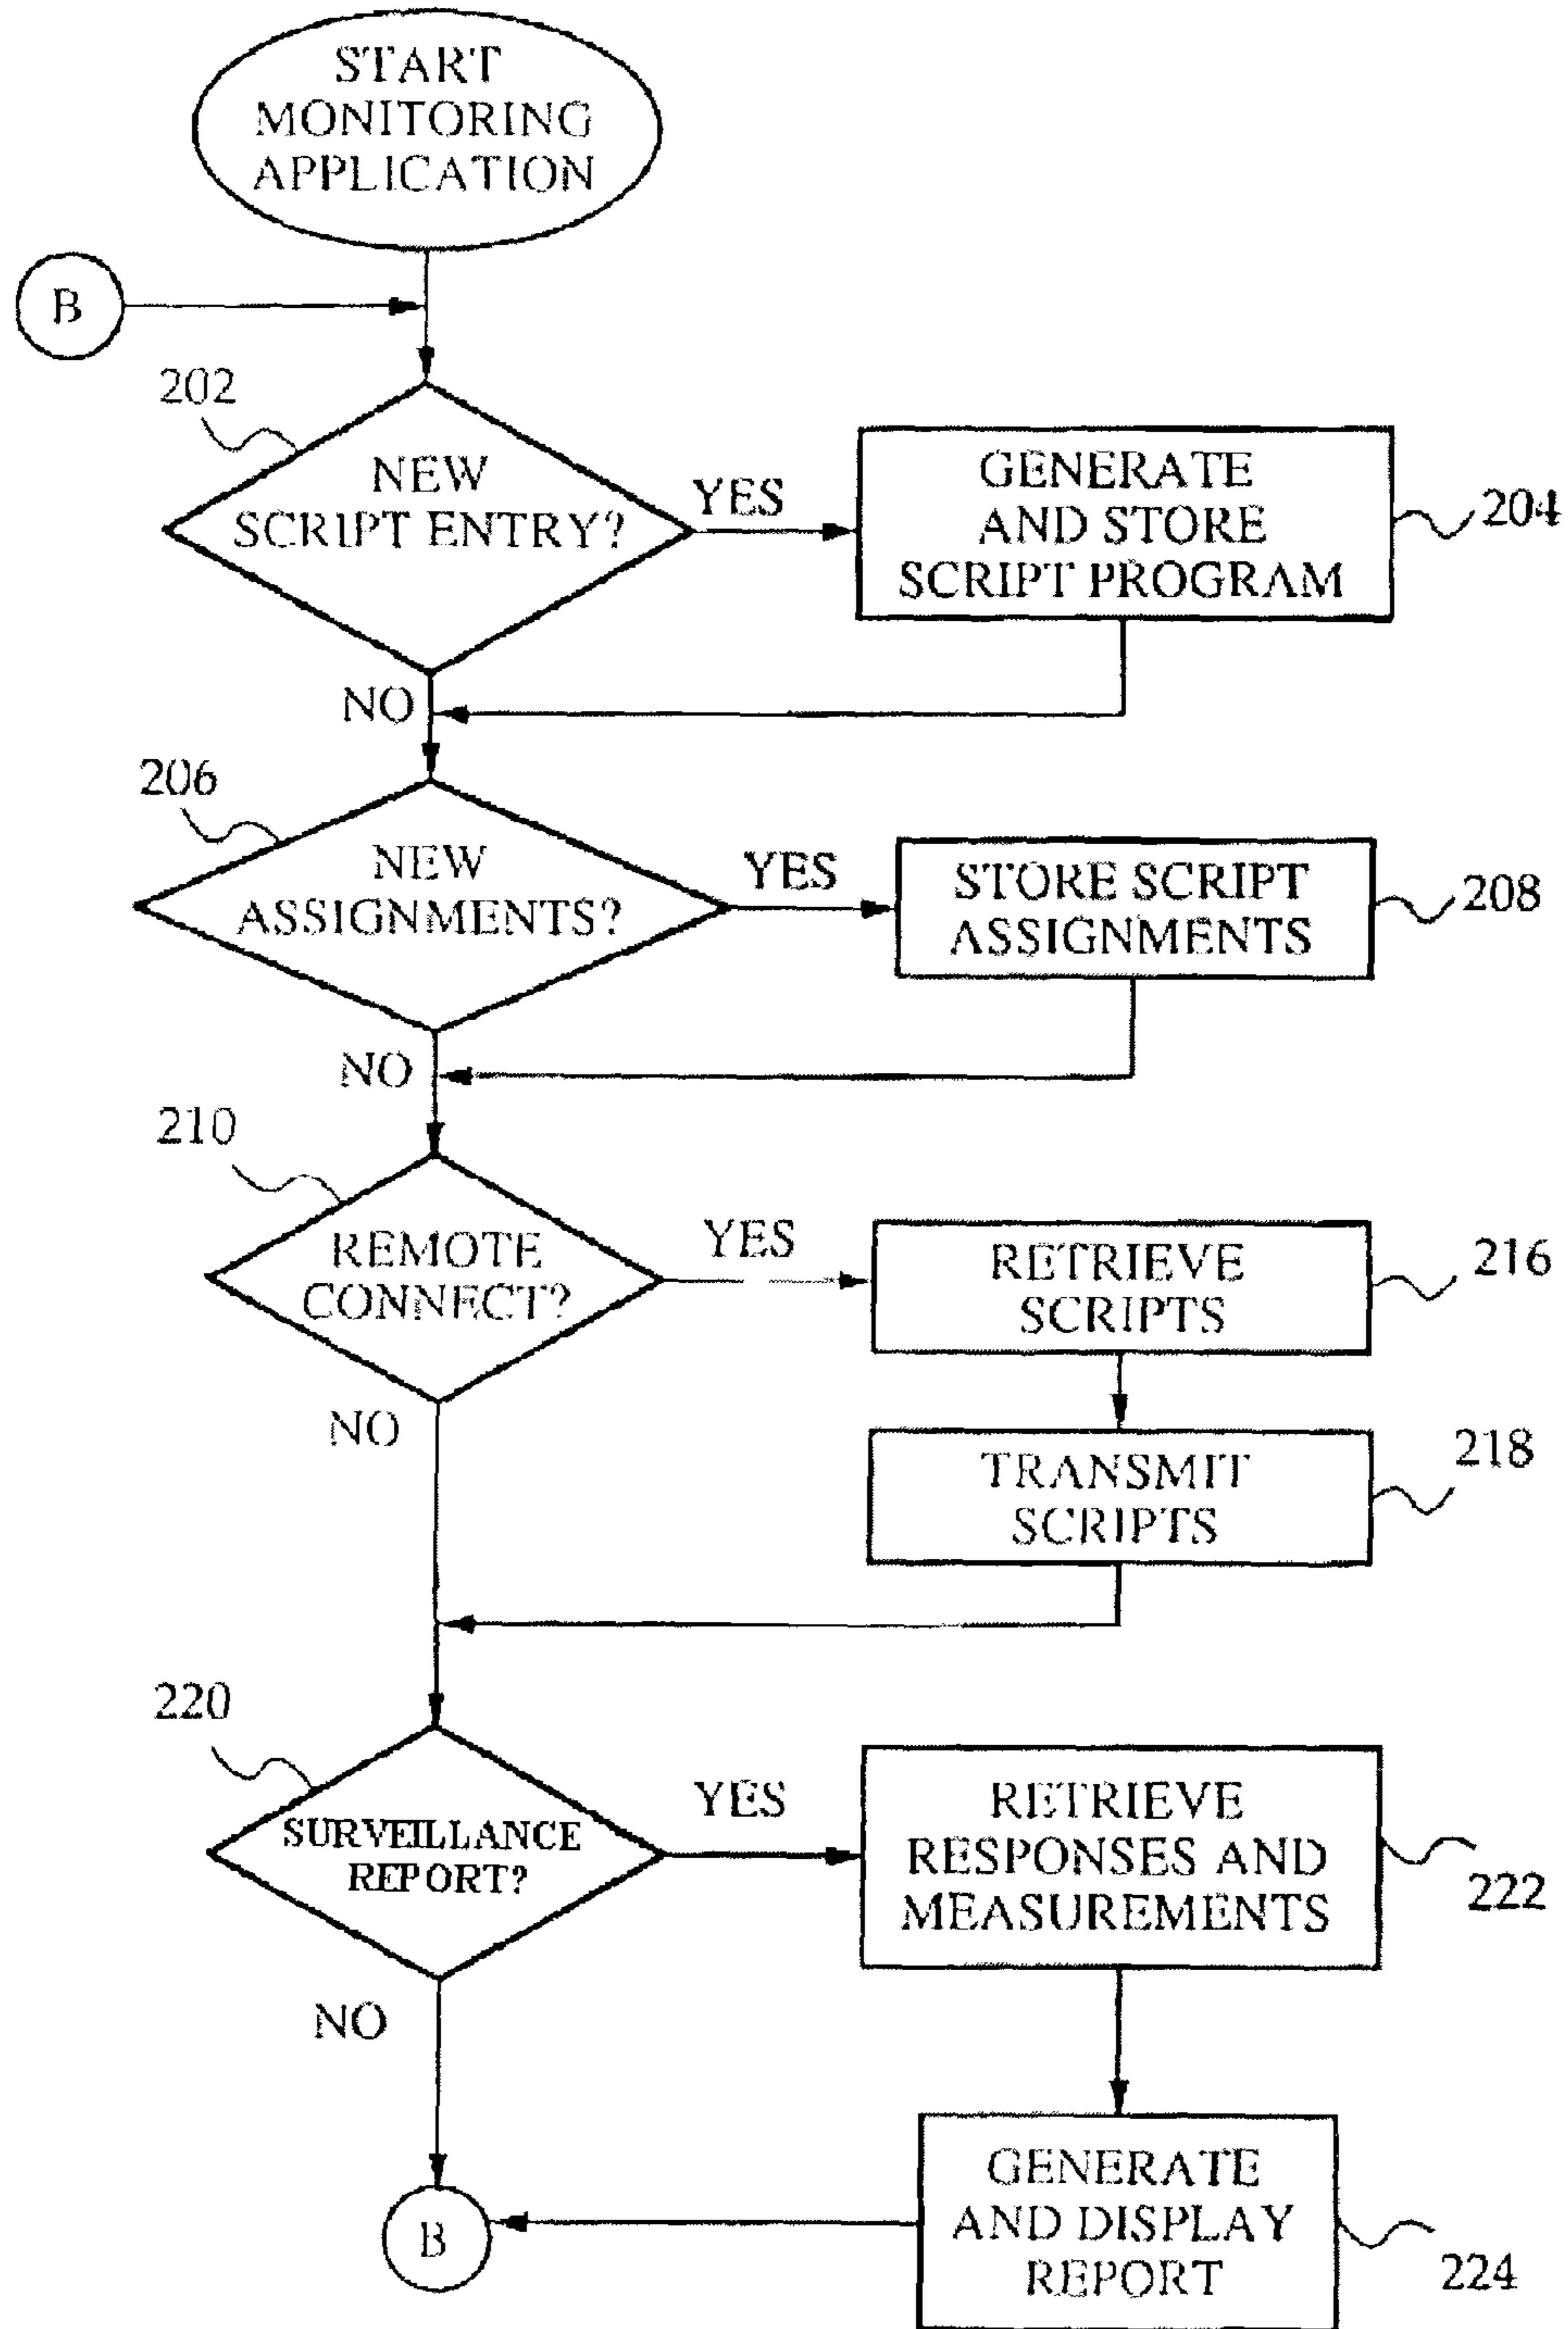 START
MONITORING
APPLICATION
B
202
NEW
SCRIPT ENTRY?
YES
GENERATE
AND STORE
SCRIPT PROGRAM
204
NO
206
NEW
ASSIGNMENTS?
YES
STORE SCRIPT
ASSIGNMENTS
208
NO
210
REMOTE
CONNECT?
YES
RETRIEVE
SCRIPTS
216
NO
TRANSMIT
SCRIPTS
218
220
SURVEILLANCE
REPORT?
YES
RETRIEVE
RESPONSES AND
MEASUREMENTS
222
NO
B
GENERATE
AND DISPLAY
REPORT
224